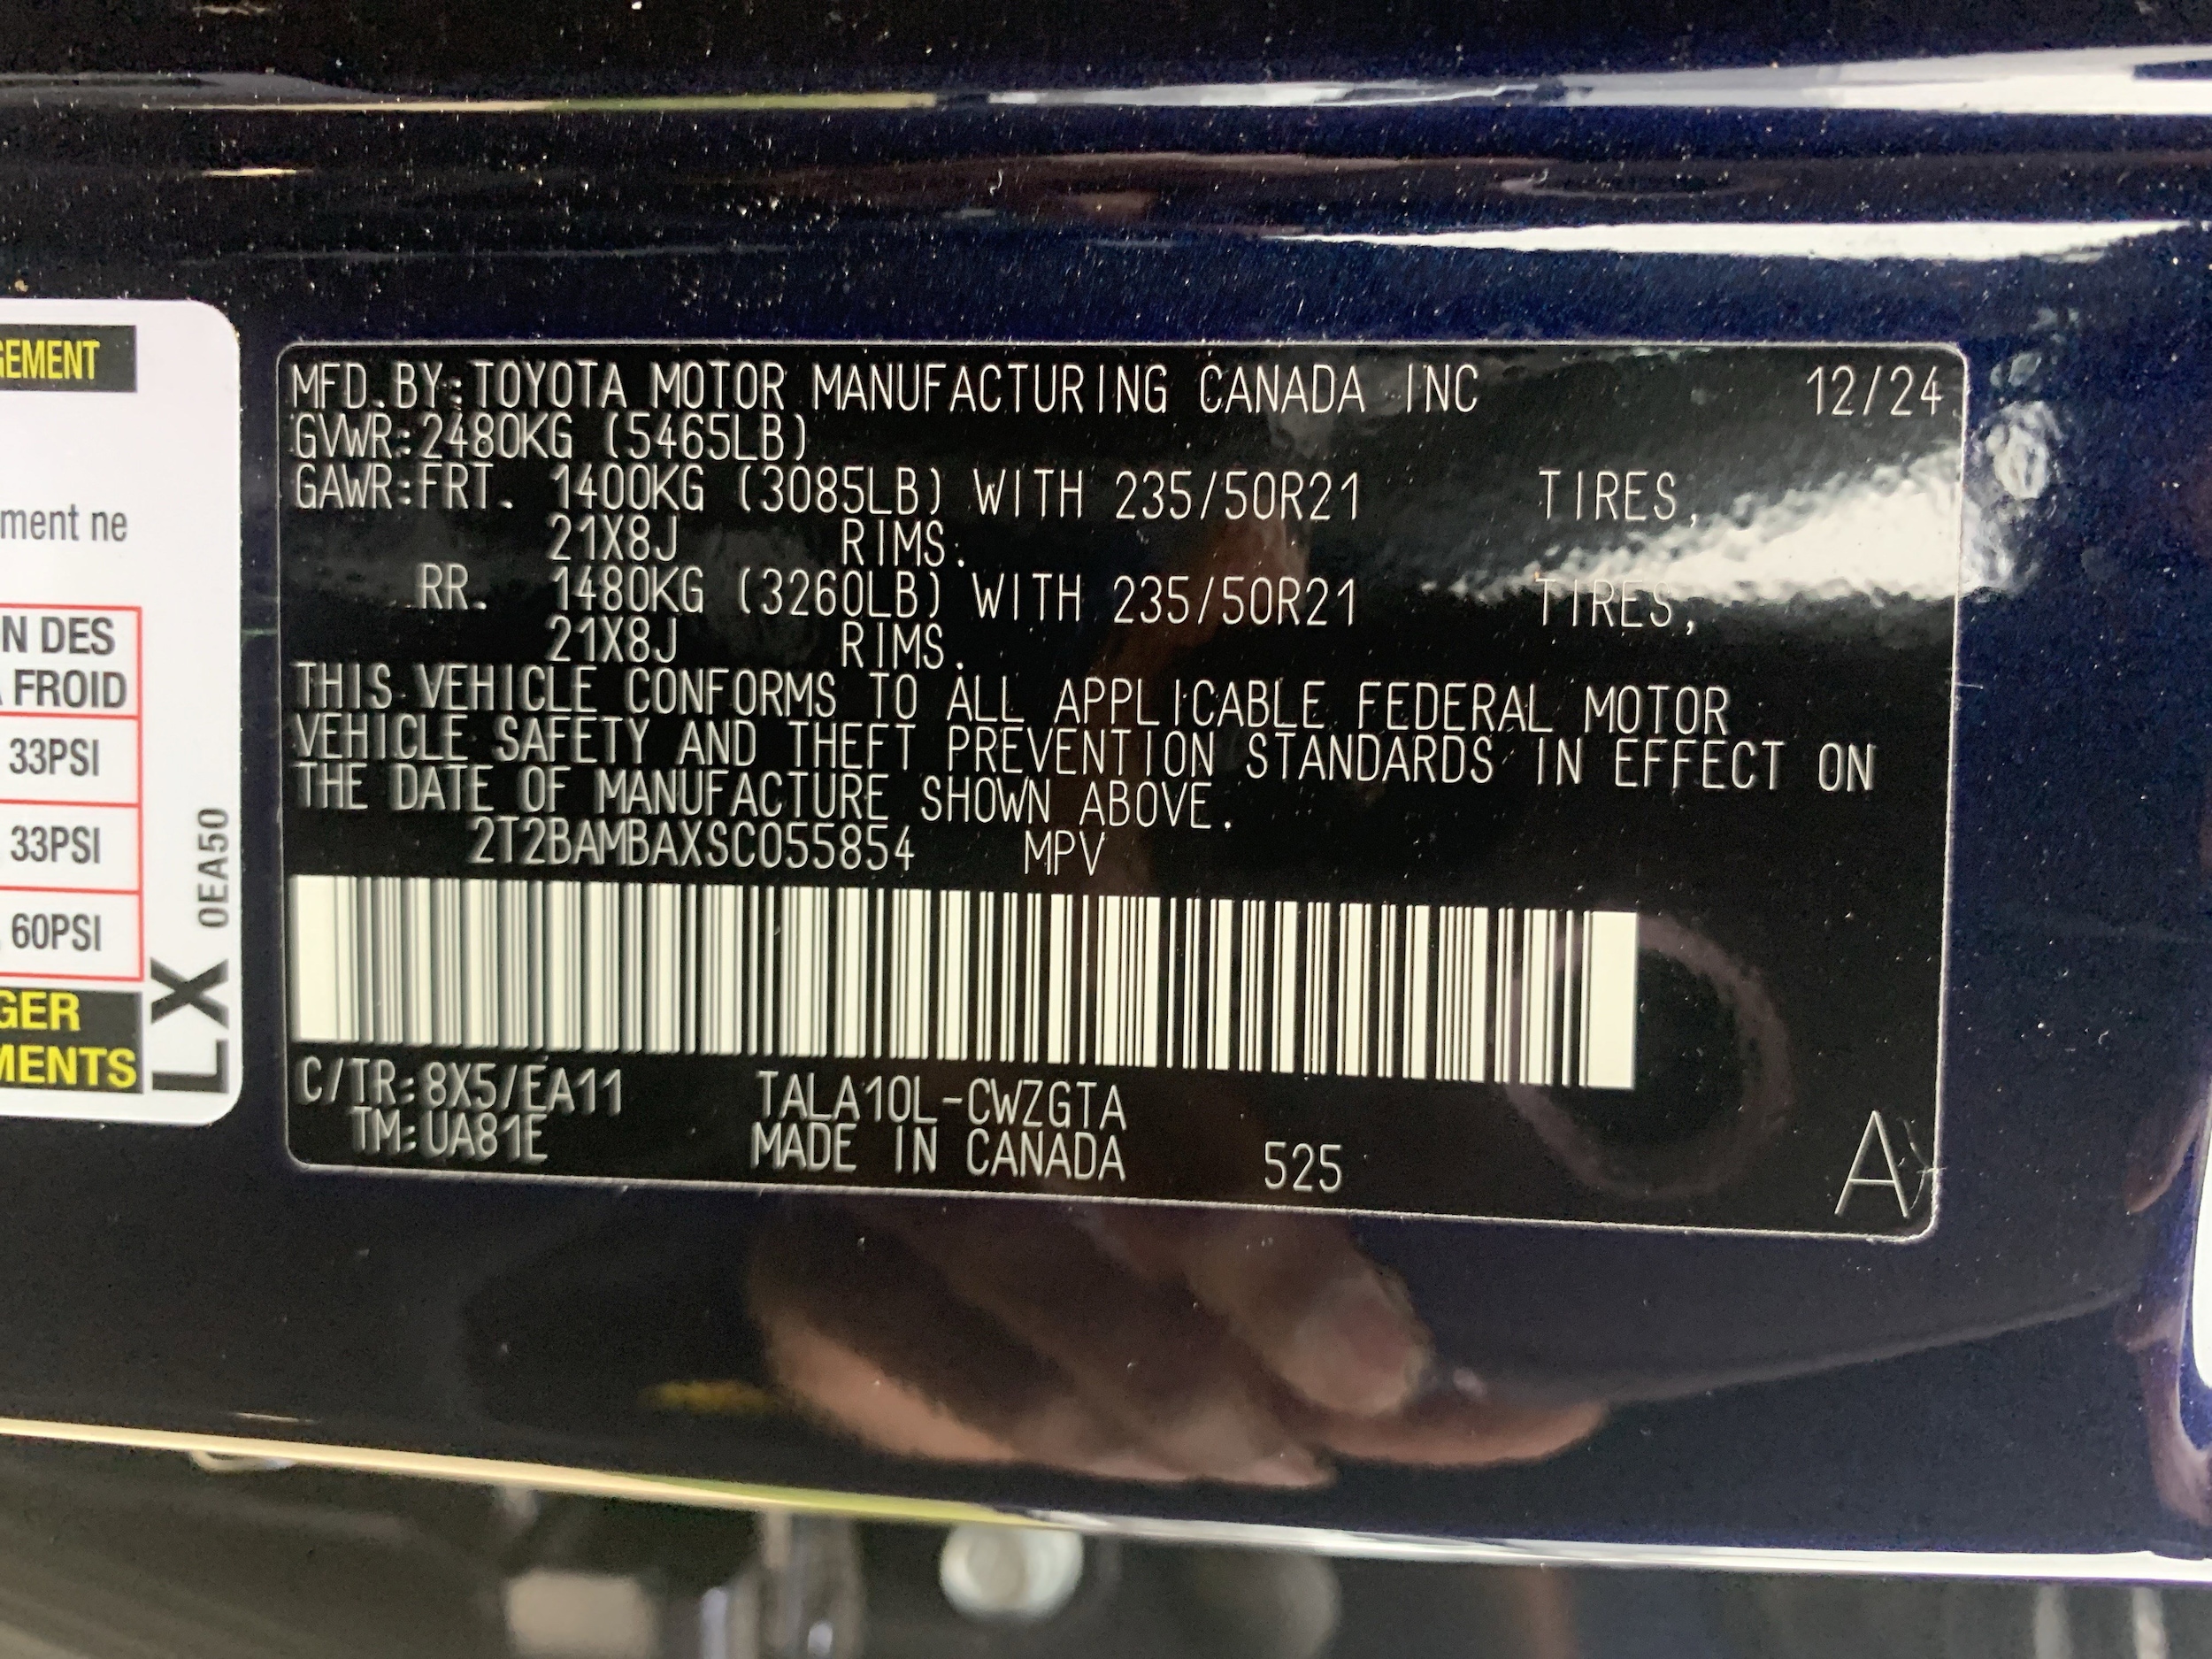 GEMENT
ment ne
N DES
A FROID
33PSI
33PSI
60PSI
GER
MENTS
LX 0EA50
MFD.BY:TOYOTA MOTOR MANUFACTURING CANADA INC 12/24
GVWR:2480KG (5465LB)
GAWR:FRT. 1400KG (3085LB) WITH 235/50R21 TIRES,
21X8J RIMS.
RR. 1480KG (3260LB) WITH 235/50R21 TIRES,
21X8J RIMS.
THIS VEHICLE CONFORMS TO ALL APPLICABLE FEDERAL MOTOR
VEHICLE SAFETY AND THEFT PREVENTION STANDARDS IN EFFECT ON
THE DATE OF MANUFACTURE SHOWN ABOVE.
2T2BAMBAXSC055854 MPV
C/TR:8X5/EA11 TALA10L-CWZGTA
TM:UA81E MADE IN CANADA 525
A